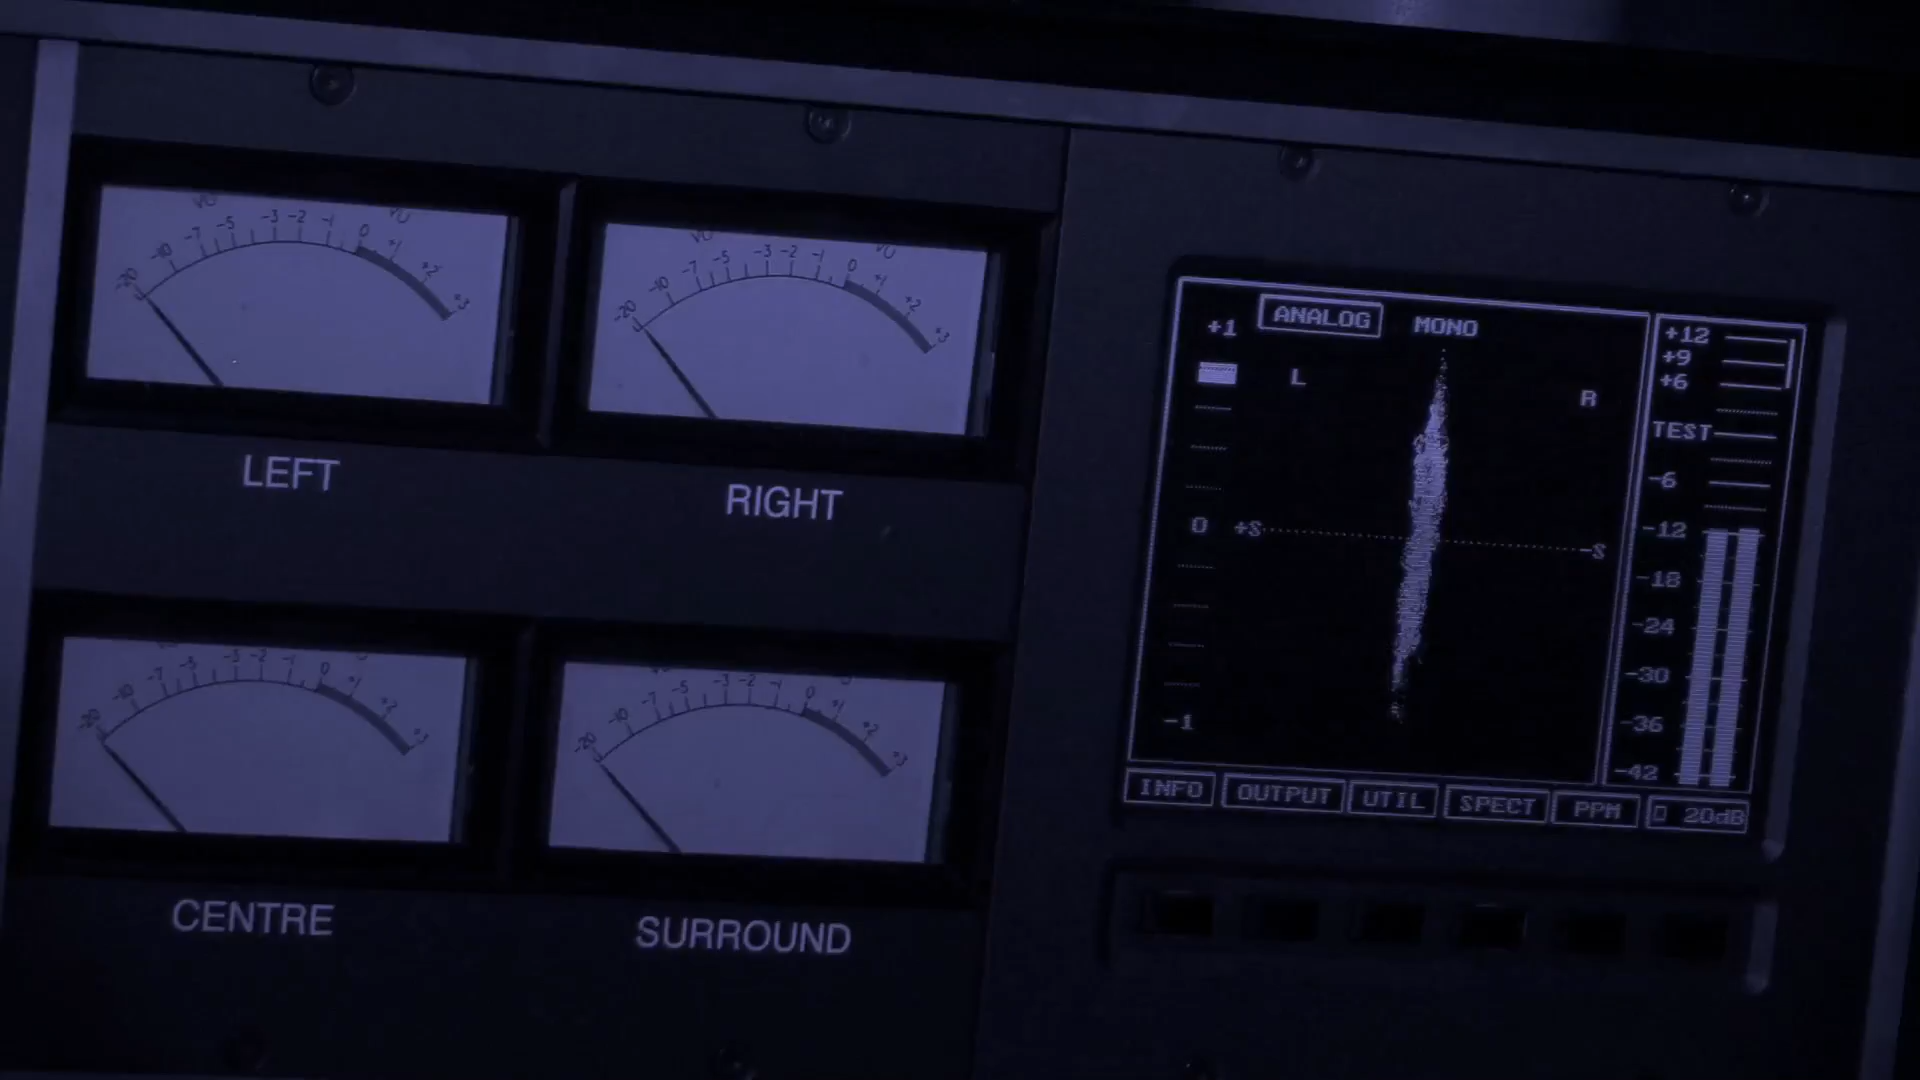 VU VU
-20 -10 -7 -5 -3 -2 -1 0 +1 +2 +3
LEFT
VU VU
-20 -10 -7 -5 -3 -2 -1 0 +1 +2 +3
RIGHT
-20 -10 -7 -5 -3 -2 -1 0 +1 +2 +3
CENTRE
-20 -10 -7 -5 -3 -2 -1 0 +1 +2 +3
SURROUND
ANALOG MONO
+1
L R
0 +S -S
-1
+12
+9
+6
TEST
-6
-12
-18
-24
-30
-36
-42
INFO OUTPUT UTIL SPECT PPM 20dB